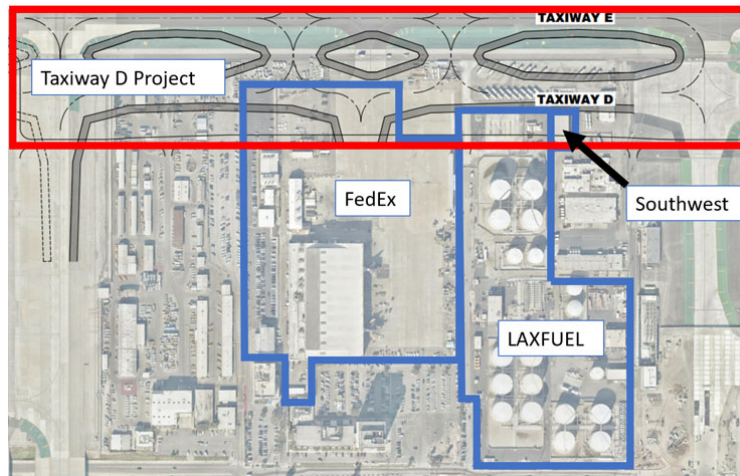 TAXIWAY E
Taxiway D Project
TAXIWAY D
FedEx
Southwest
LAXFUEL